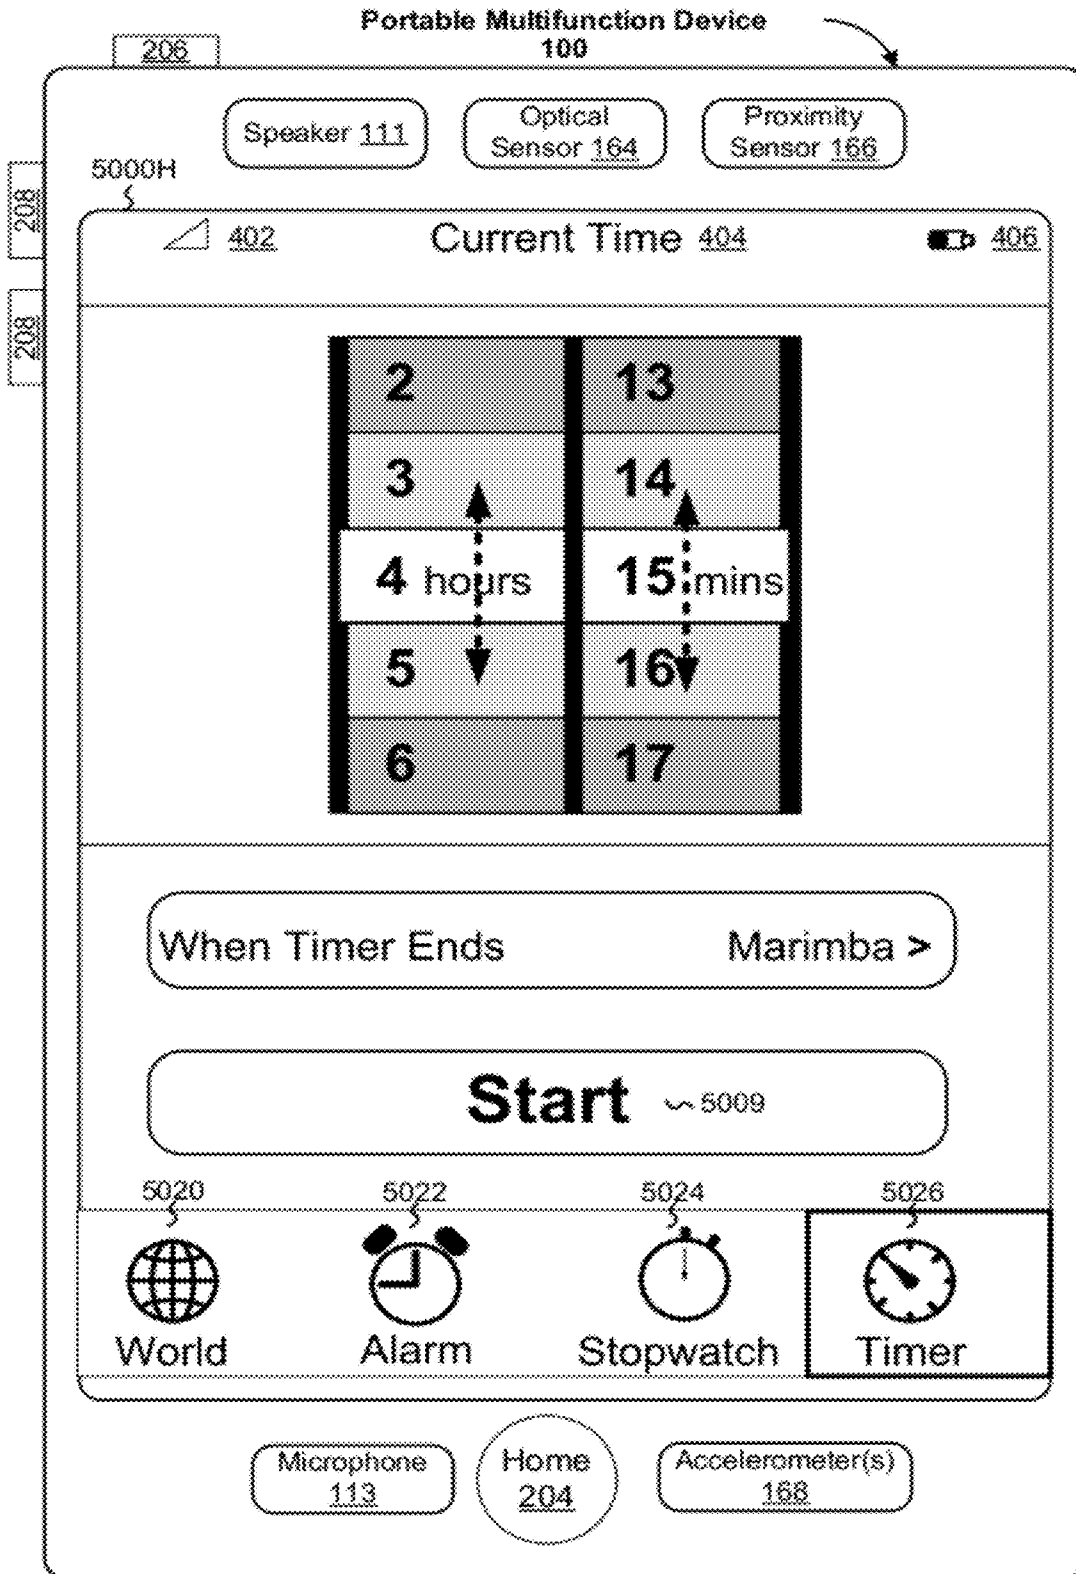 Portable Multifunction Device
100
206
Speaker 111
Optical
Sensor 164
Proximity
Sensor 166
5000H
208
208
402
Current Time 404
406
2 13
3 14
4 hours 15 mins
5 16
6 17
When Timer Ends Marimba >
Start 5009
5020 5022 5024 5026
World Alarm Stopwatch Timer
Microphone
113
Home
204
Accelerometer(s)
168